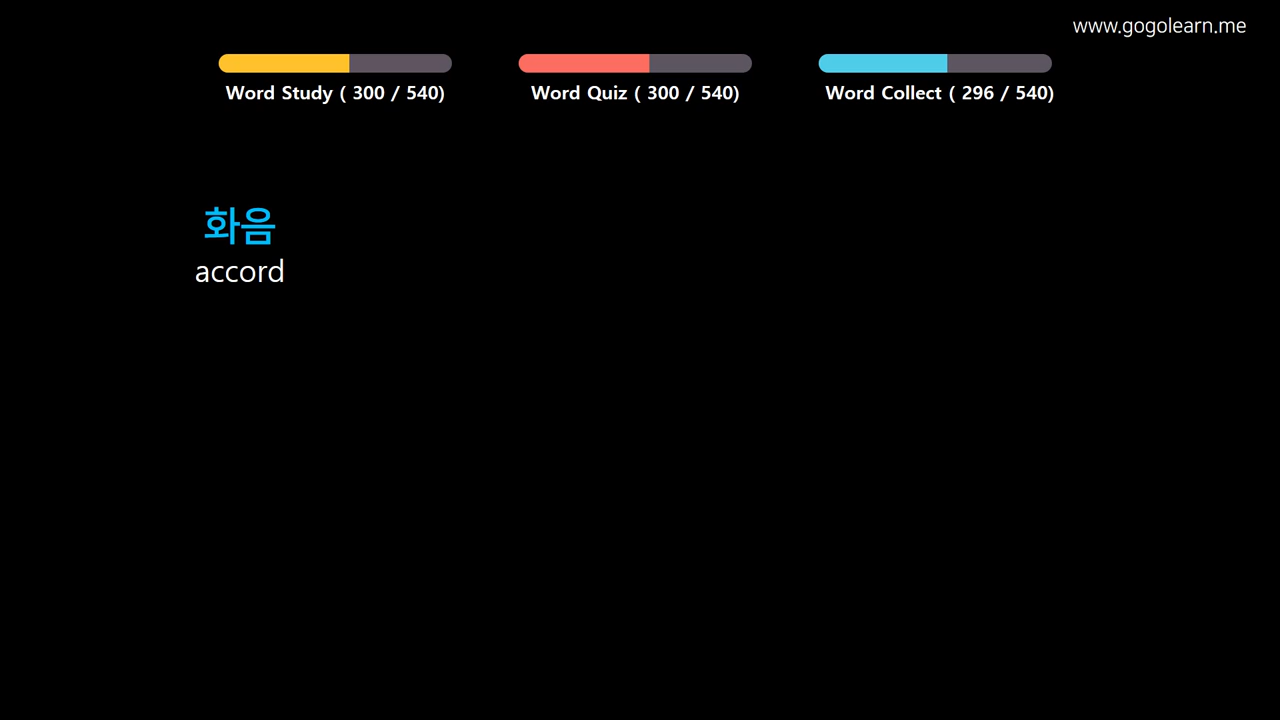 www.gogolearn.me
Word Study ( 300 / 540)
Word Quiz ( 300 / 540)
Word Collect ( 296 / 540)
화음
accord